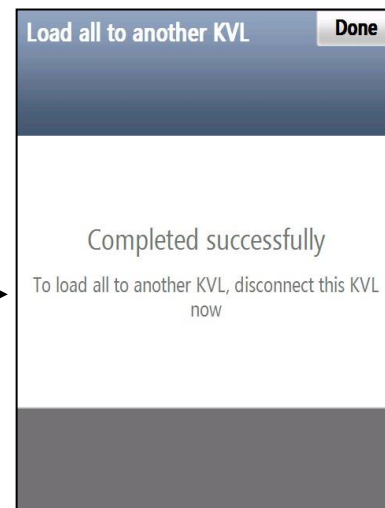 Load all to another KVL
Done
Completed successfully
To load all to another KVL, disconnect this KVL
now